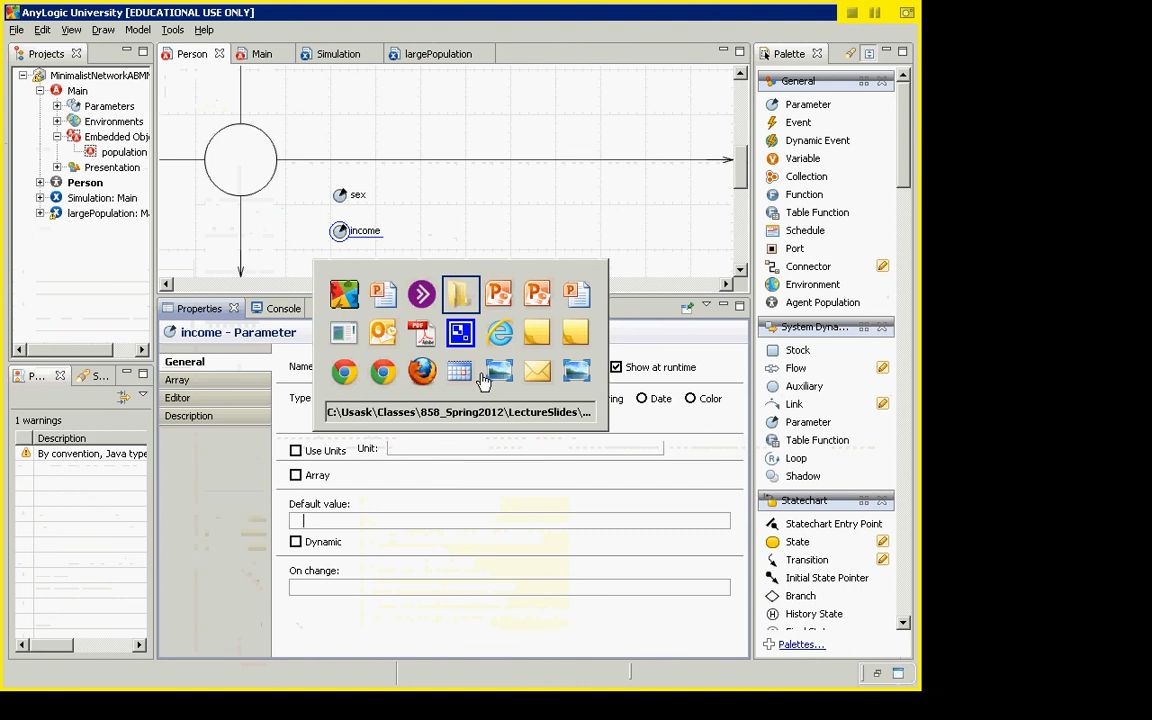 AnyLogic University [EDUCATIONAL USE ONLY]
File Edit View Draw Model Tools Help
Projects
Person Main Simulation largePopulation
Palette
MinimalistNetworkABMM
Main
Parameters
Environments
Embedded Obj
population
Presentation
Person
Simulation: Main
largePopulation: M
sex
income
General
Parameter
Event
Dynamic Event
Variable
Collection
Function
Table Function
Schedule
Port
Connector
Environment
Agent Population
System Dyna...
Stock
Flow
Auxiliary
Link
Parameter
Table Function
Loop
Shadow
Statechart
Statechart Entry Point
State
Transition
Initial State Pointer
Branch
History State
Palettes...
Properties Console
income - Parameter
General
Array
Editor
Description
Name
Show at runtime
Type
Date Color
C:\Usask\Classes\858_Spring2012\LectureSlides\...
Use Units Unit:
Array
Default value:
Dynamic
On change:
P... S...
1 warnings
Description
By convention, Java type